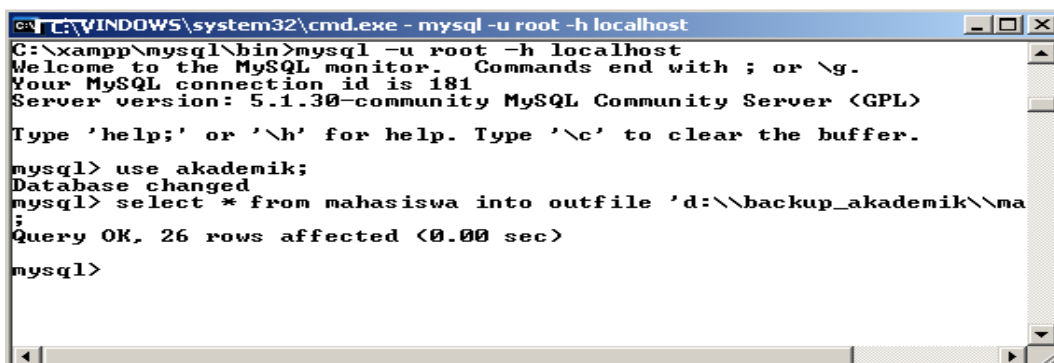 C:\WINDOWS\system32\cmd.exe - mysql -u root -h localhost
C:\xampp\mysql\bin>mysql -u root -h localhost
Welcome to the MySQL monitor.  Commands end with ; or \g.
Your MySQL connection id is 181
Server version: 5.1.30-community MySQL Community Server (GPL)
Type 'help;' or '\h' for help. Type '\c' to clear the buffer.
mysql> use akademik;
Database changed
mysql> select * from mahasiswa into outfile 'd:\\backup_akademik\\ma
;
Query OK, 26 rows affected (0.00 sec)
mysql>